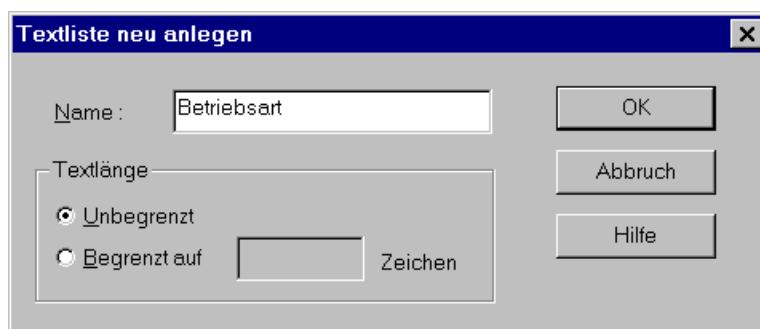 Textliste neu anlegen
Name : Betriebsart
OK
Textlänge
Abbruch
Unbegrenzt
Hilfe
Begrenzt auf Zeichen